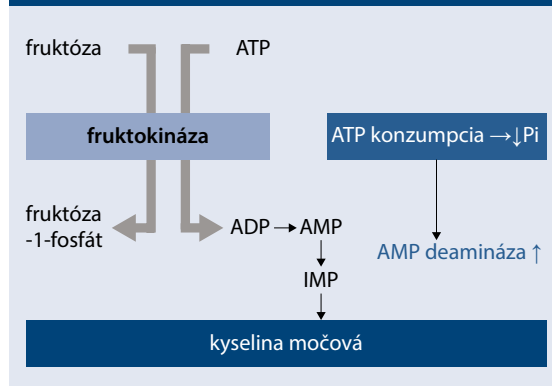 fruktóza
ATP
fruktokináza
ATP konzumpcia →↓Pi
fruktóza
-1-fosfát
ADP → AMP
AMP deamináza ↑
IMP
kyselina močová